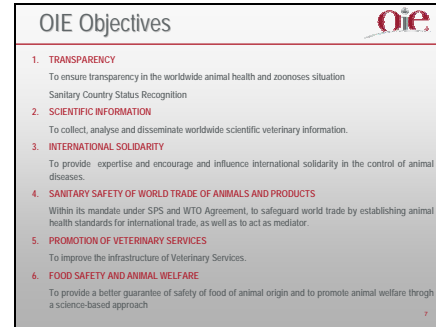 OIE Objectives
oie
1. TRANSPARENCY
To ensure transparency in the worldwide animal health and zoonoses situation
Sanitary Country Status Recognition
2. SCIENTIFIC INFORMATION
To collect, analyse and disseminate worldwide scientific veterinary information.
3. INTERNATIONAL SOLIDARITY
To provide expertise and encourage and influence international solidarity in the control of animal
diseases.
4. SANITARY SAFETY OF WORLD TRADE OF ANIMALS AND PRODUCTS
Within its mandate under SPS and WTO Agreement, to safeguard world trade by establishing animal
health standards for international trade, as well as to act as mediator.
5. PROMOTION OF VETERINARY SERVICES
To improve the infrastructure of Veterinary Services.
6. FOOD SAFETY AND ANIMAL WELFARE
To provide a better guarantee of safety of food of animal origin and to promote animal welfare throgh
a science-based approach
7